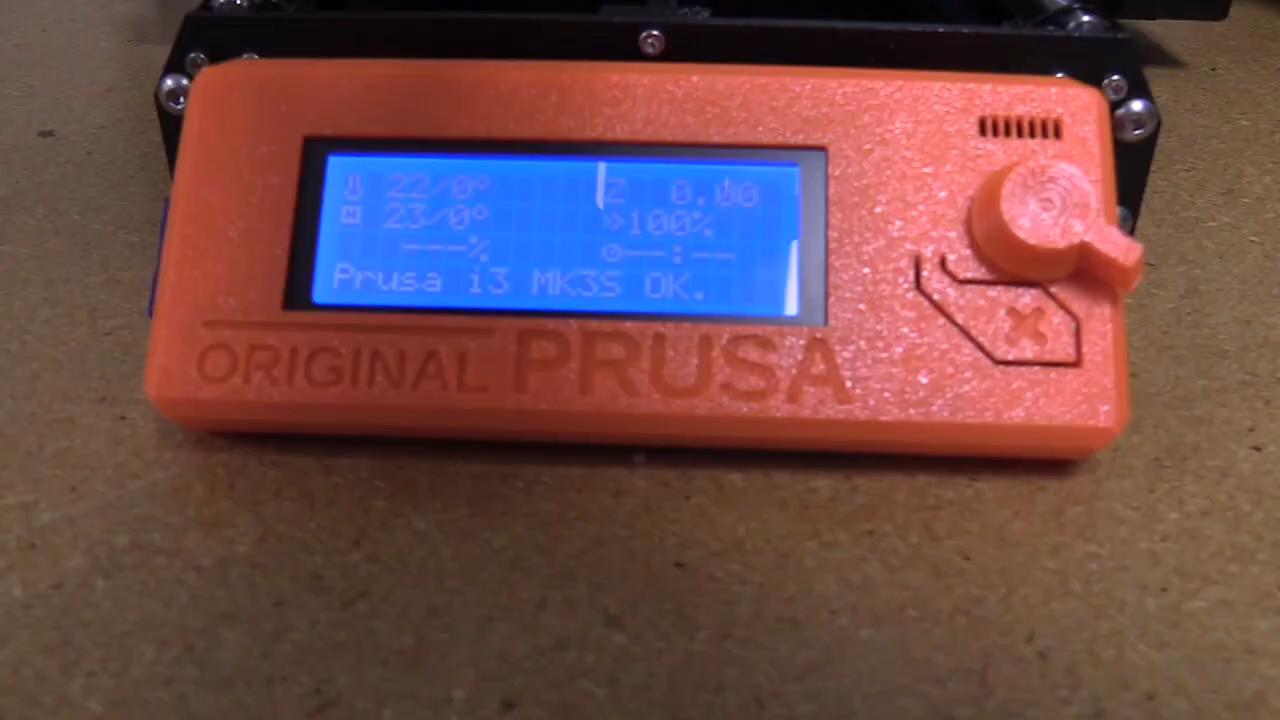 22/0° Z 0.00
23/0° »100%
---% --:--
Prusa i3 MK3S OK.
ORIGINAL PRUSA